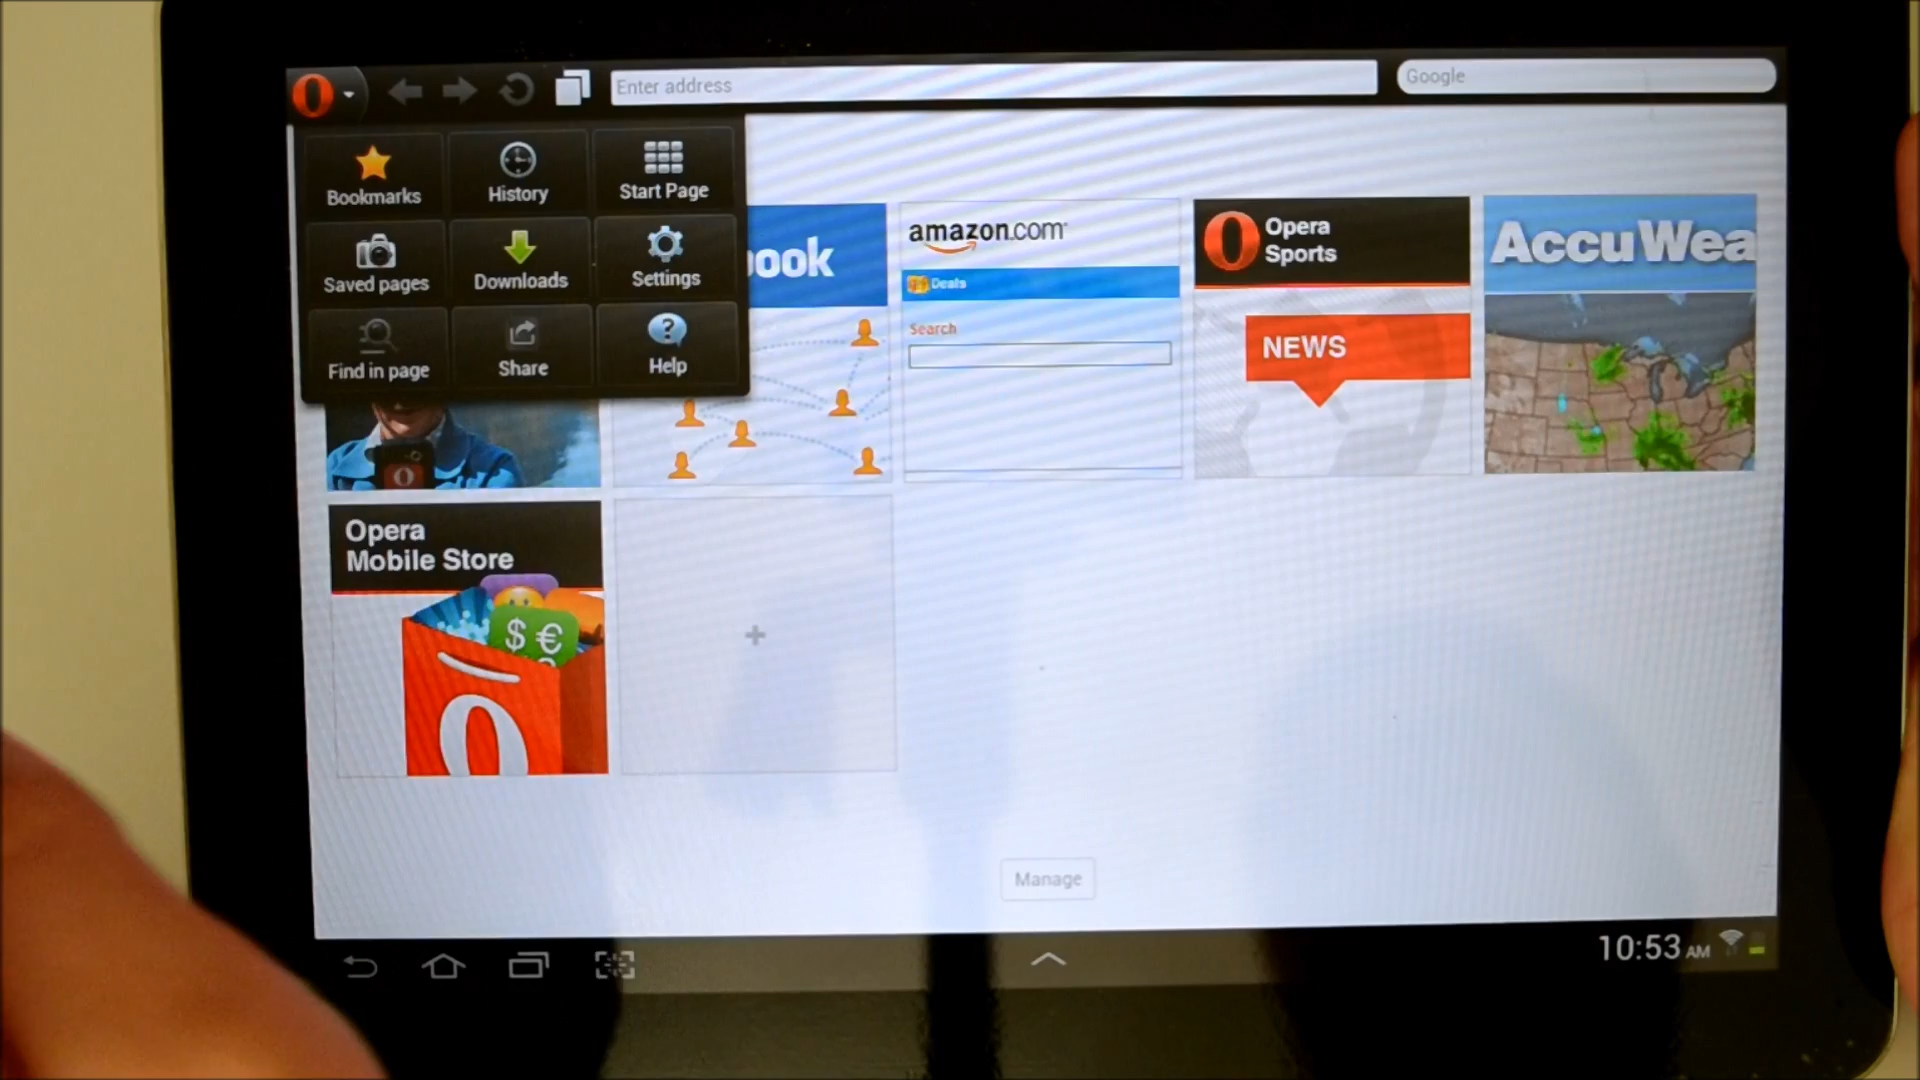 Enter address
Google
Bookmarks
History
Start Page
Saved pages
Downloads
Settings
Find in page
Share
Help
ook
amazon.com
Deals
Search
Opera
Sports
NEWS
AccuWea
Opera
Mobile Store
$ €
Manage
10:53 AM